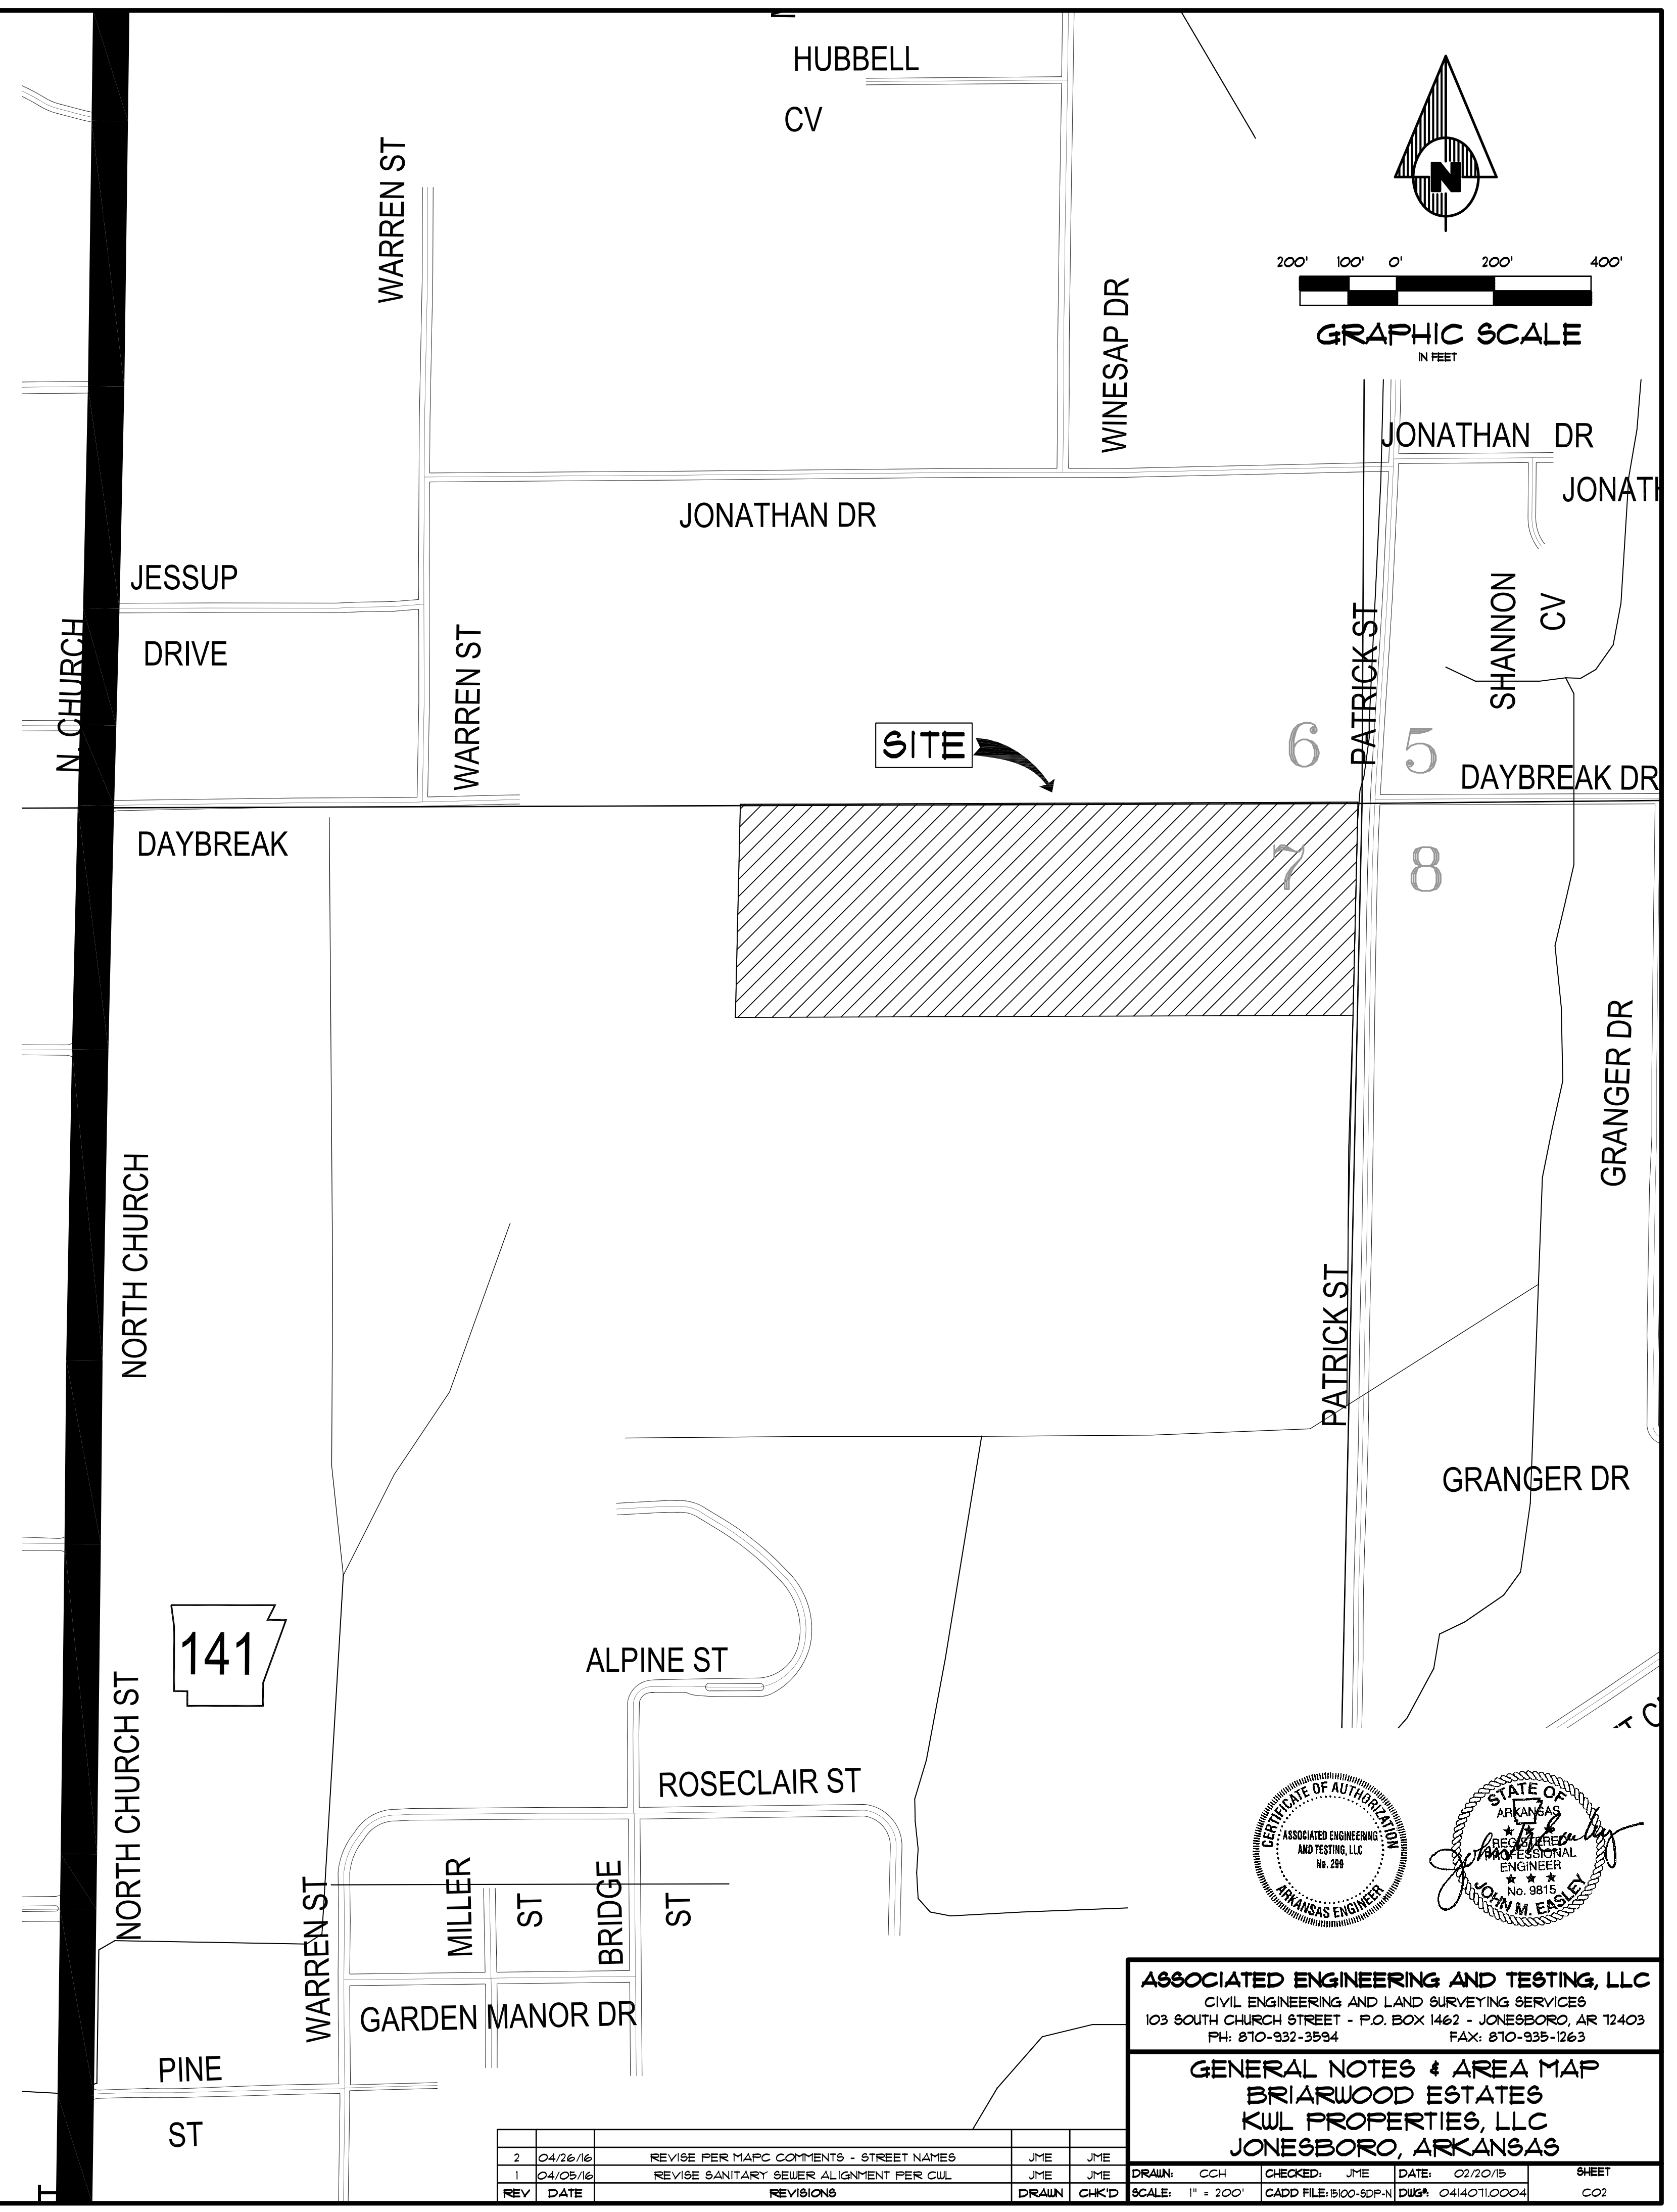 HUBBELL
CV
WARREN ST
N
200' 100' 0' 200' 400'
GRAPHIC SCALE
IN FEET
WINESAP DR
JONATHAN DR
JONATH
JONATHAN DR
JESSUP
DRIVE
N. CHURCH
WARREN ST
PATRICK ST
SHANNON
CV
SITE
6
5
DAYBREAK DR
DAYBREAK
7
8
GRANGER DR
NORTH CHURCH
PATRICK ST
GRANGER DR
141
ALPINE ST
NORTH CHURCH ST
ROSECLAIR ST
WARREN ST
MILLER
ST
BRIDGE
ST
GARDEN MANOR DR
PINE
ST
CERTIFICATE OF AUTHORIZATION
ASSOCIATED ENGINEERING
AND TESTING, LLC
No. 299
ARKANSAS ENGINEER
STATE OF
ARKANSAS
REGISTERED
PROFESSIONAL
ENGINEER
No. 9815
JOHN M. EASLEY
ASSOCIATED ENGINEERING AND TESTING, LLC
CIVIL ENGINEERING AND LAND SURVEYING SERVICES
103 SOUTH CHURCH STREET - P.O. BOX 1462 - JONESBORO, AR 72403
PH: 870-932-3594 FAX: 870-935-1263
GENERAL NOTES & AREA MAP
BRIARWOOD ESTATES
KWL PROPERTIES, LLC
JONESBORO, ARKANSAS
2 04/26/16 REVISE PER MAPC COMMENTS - STREET NAMES JME JME
1 04/05/16 REVISE SANITARY SEWER ALIGNMENT PER CWL JME JME
REV DATE REVISIONS DRAWN CHK'D
DRAWN: CCH CHECKED: JME DATE: 02/20/15 SHEET
SCALE: 1" = 200' CADD FILE: 15100-SDP-N DWG#: 0414071.0004 C02